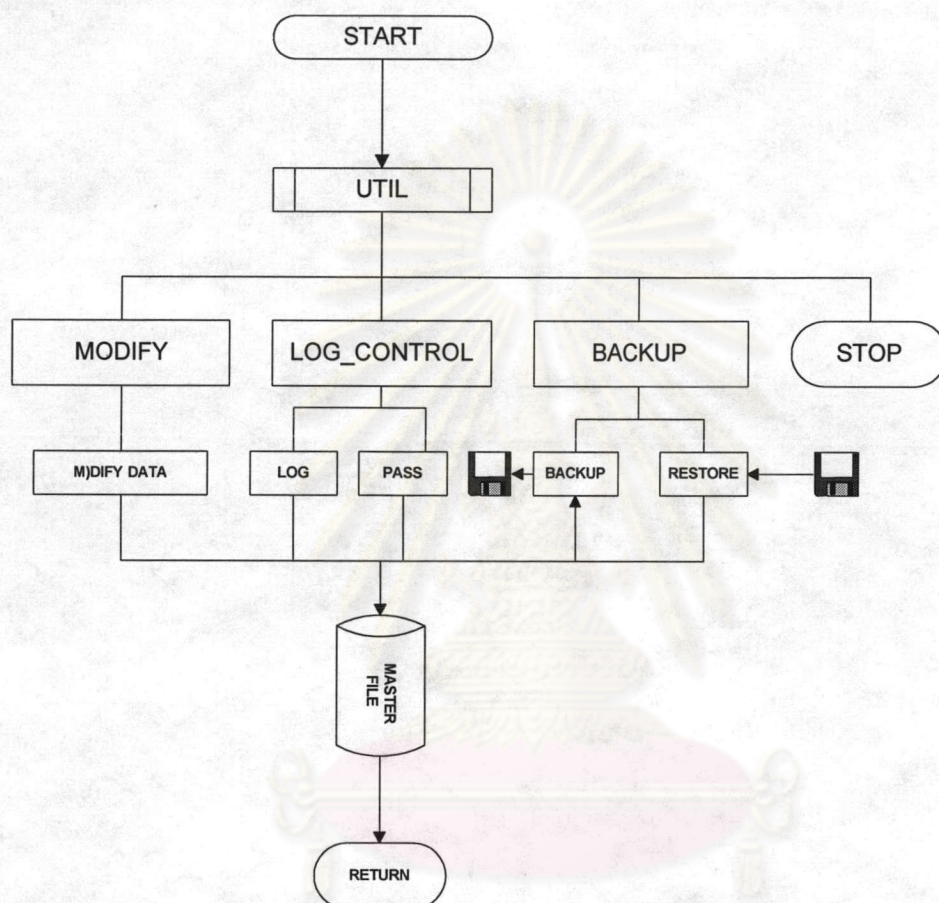 START
UTIL
MODIFY
LOG_CONTROL
BACKUP
STOP
M)DIFY DATA
LOG
PASS
BACKUP
RESTORE
MASTER
FILE
RETURN